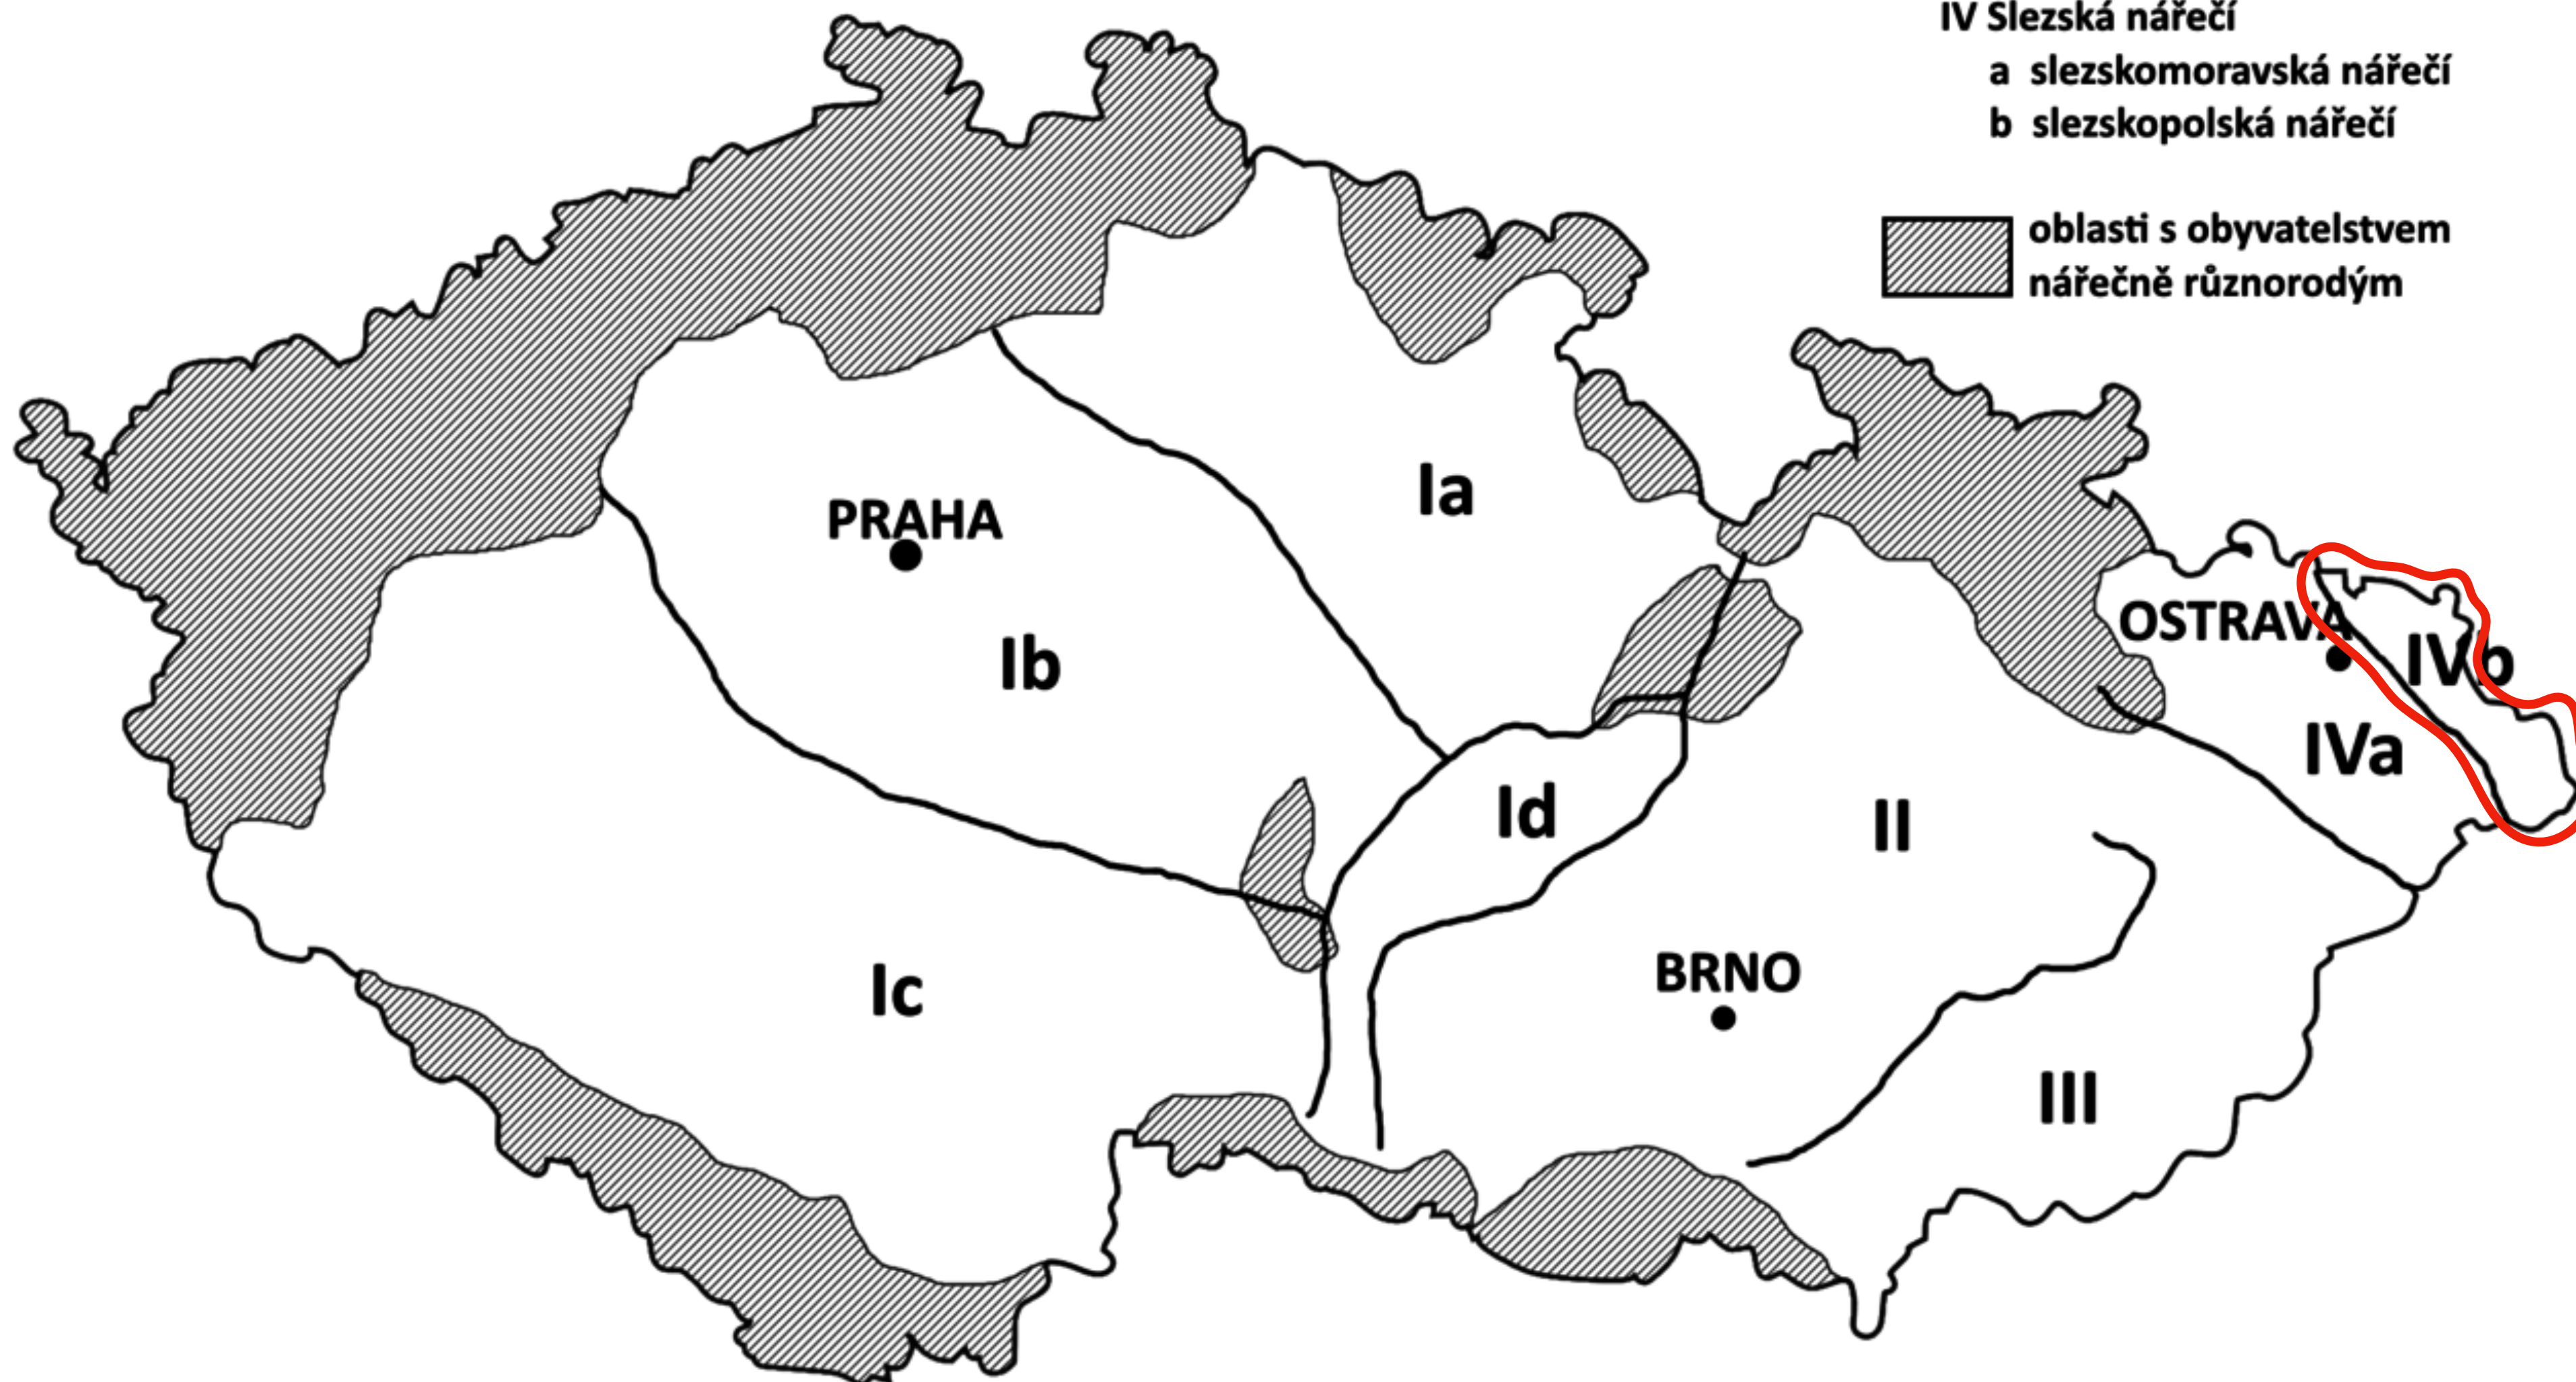 IV Slezská nářečí
a slezskomoravská nářečí
b slezskopolská nářečí
oblasti s obyvatelstvem
nářečně různorodým
Ia
PRAHA
OSTRAVA
Ib
IVb
IVa
Id
II
BRNO
Ic
III